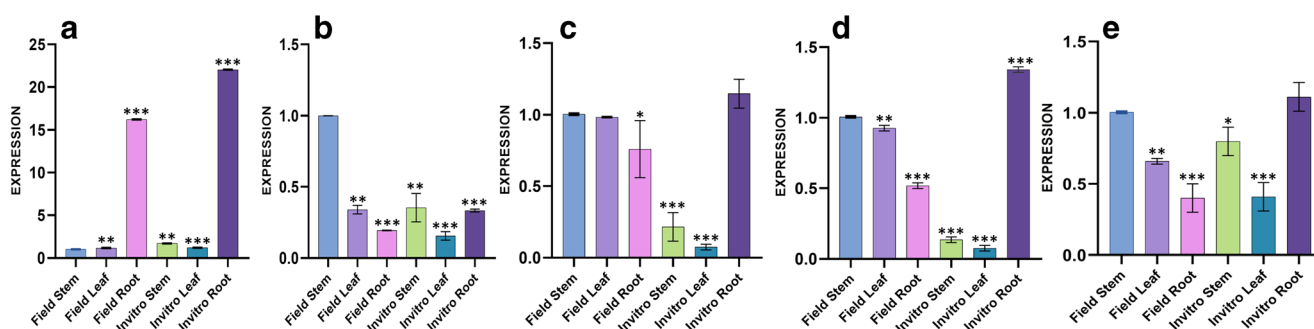 a
EXPRESSION
25
20
15
10
5
0
**
***
**
***
***
Field Stem
Field Leaf
Field Root
Invitro Stem
Invitro Leaf
Invitro Root
b
EXPRESSION
1.5
1.0
0.5
0.0
**
***
**
***
***
Field Stem
Field Leaf
Field Root
Invitro Stem
Invitro Leaf
Invitro Root
c
EXPRESSION
1.5
1.0
0.5
0.0
*
***
***
Field Stem
Field Leaf
Field Root
Invitro Stem
Invitro Leaf
Invitro Root
d
EXPRESSION
1.5
1.0
0.5
0.0
**
***
***
***
***
Field Stem
Field Leaf
Field Root
Invitro Stem
Invitro Leaf
Invitro Root
e
EXPRESSION
1.5
1.0
0.5
0.0
**
***
*
***
Field Stem
Field Leaf
Field Root
Invitro Stem
Invitro Leaf
Invitro Root